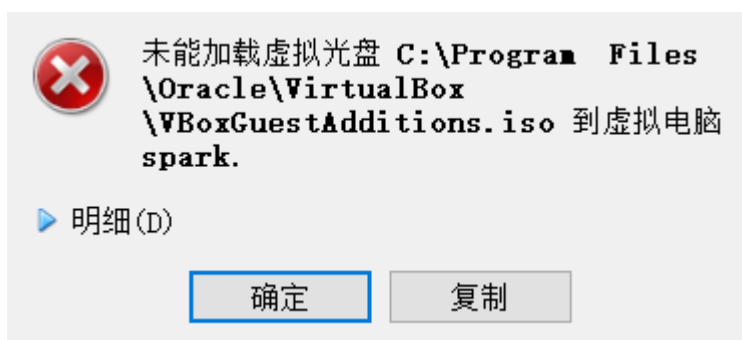 未能加载虚拟光盘 C:\Program Files
\Oracle\VirtualBox
\VBoxGuestAdditions.iso 到虚拟电脑
spark.
明细(D)
确定 复制